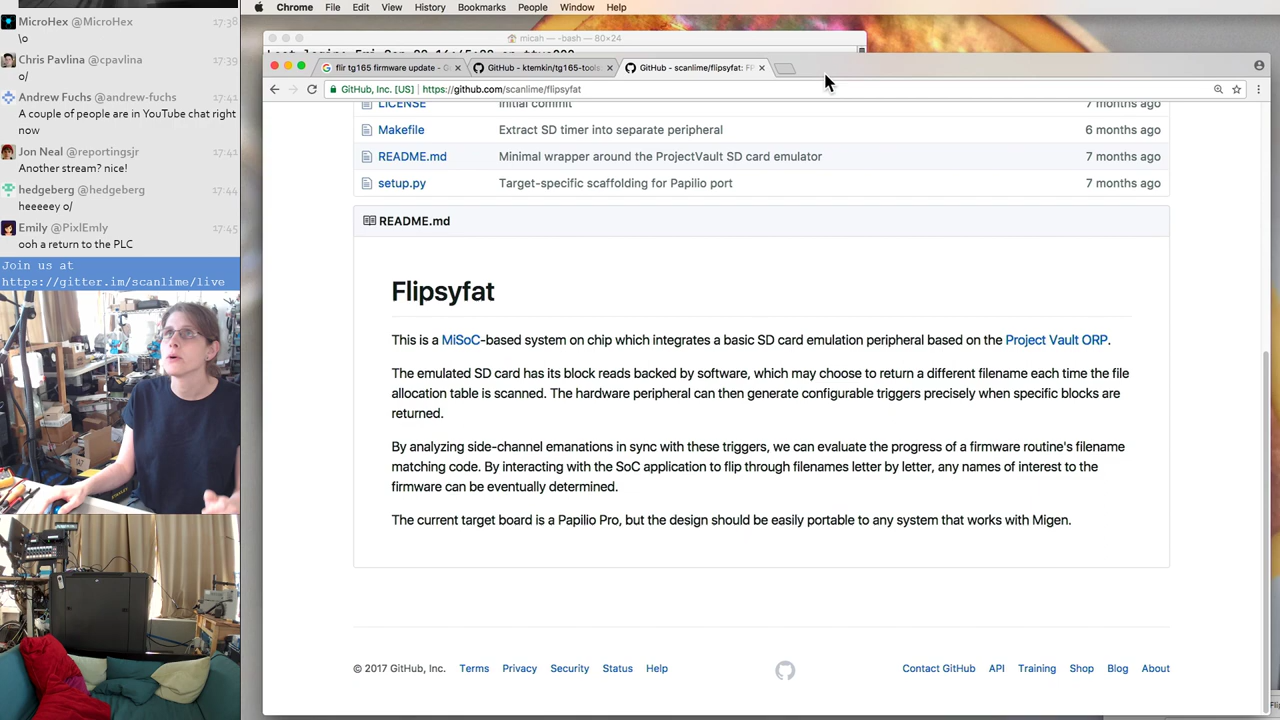 MicroHex @MicroHex 17:38
\o
Chris Pavlina @cpavlina 17:39
o/
Andrew Fuchs @andrew-fuchs 17:41
A couple of people are in YouTube chat right
now
Jon Neal @reportingsjr 17:41
Another stream? nice!
hedgeberg @hedgeberg 17:44
heeeeey o/
Emily @PixlEmly 17:45
ooh a return to the PLC
Join us at
https://gitter.im/scanlime/live
Chrome File Edit View History Bookmarks People Window Help
micah — -bash — 80×24
flir tg165 firmware update - G
GitHub - ktemkin/tg165-tools
GitHub - scanlime/flipsyfat: F
GitHub, Inc. [US] https://github.com/scanlime/flipsyfat
LICENSE Initial commit 7 months ago
Makefile Extract SD timer into separate peripheral 6 months ago
README.md Minimal wrapper around the ProjectVault SD card emulator 7 months ago
setup.py Target-specific scaffolding for Papilio port 7 months ago
README.md
Flipsyfat
This is a MiSoC-based system on chip which integrates a basic SD card emulation peripheral based on the Project Vault ORP.
The emulated SD card has its block reads backed by software, which may choose to return a different filename each time the file
allocation table is scanned. The hardware peripheral can then generate configurable triggers precisely when specific blocks are
returned.
By analyzing side-channel emanations in sync with these triggers, we can evaluate the progress of a firmware routine's filename
matching code. By interacting with the SoC application to flip through filenames letter by letter, any names of interest to the
firmware can be eventually determined.
The current target board is a Papilio Pro, but the design should be easily portable to any system that works with Migen.
© 2017 GitHub, Inc. Terms Privacy Security Status Help Contact GitHub API Training Shop Blog About